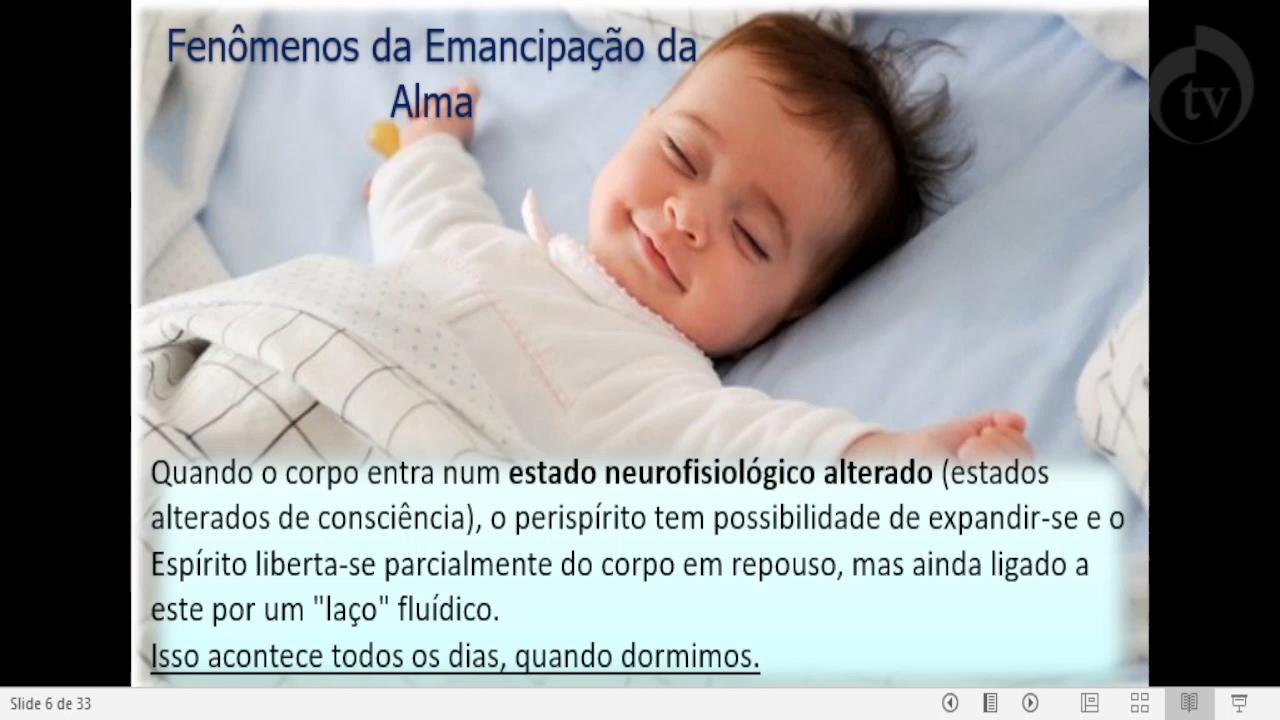 Fenômenos da Emancipação da
Alma
tv
Quando o corpo entra num estado neurofisiológico alterado (estados
alterados de consciência), o perispírito tem possibilidade de expandir-se e o
Espírito liberta-se parcialmente do corpo em repouso, mas ainda ligado a
este por um "laço" fluídico.
Isso acontece todos os dias, quando dormimos.
Slide 6 de 33